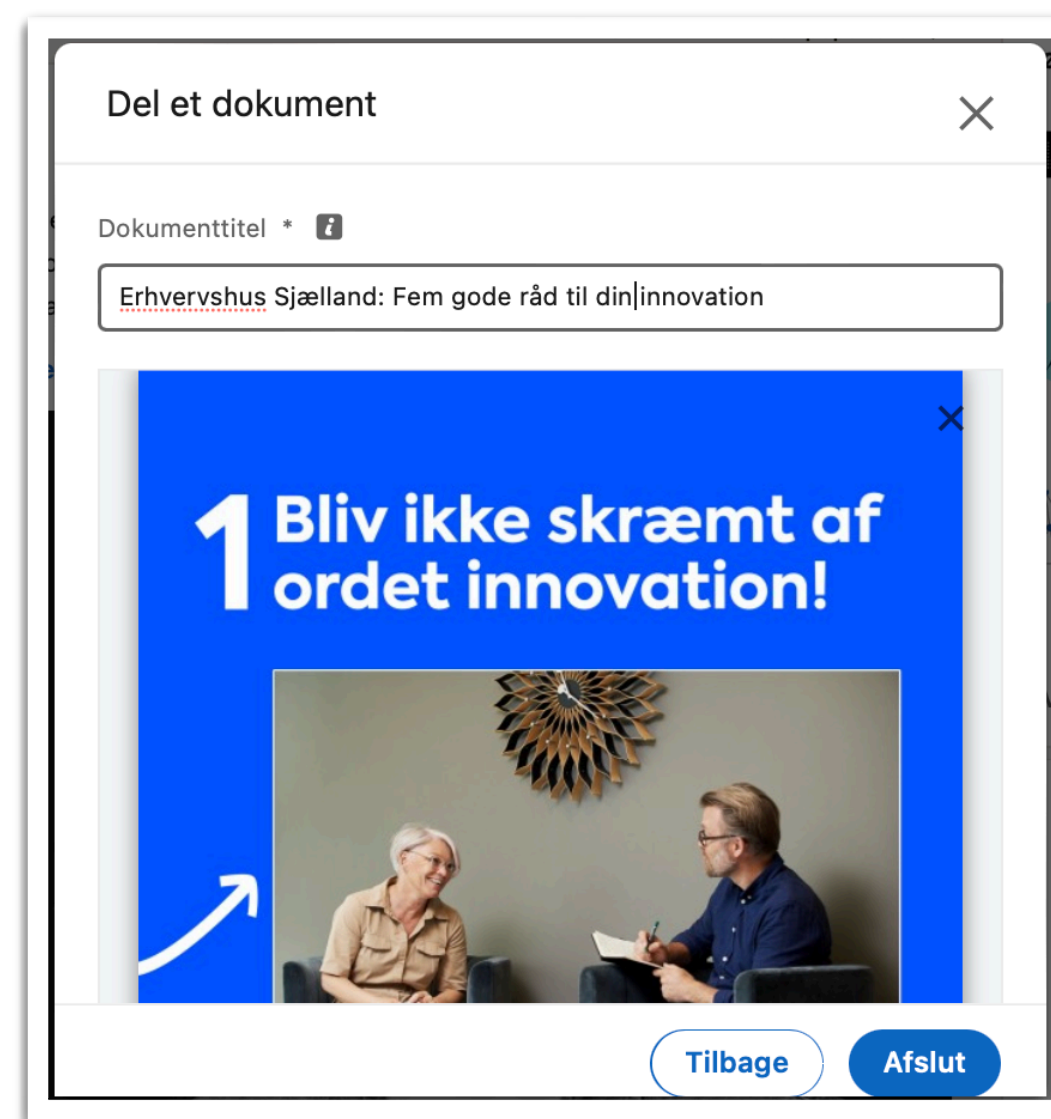 Del et dokument
Dokumenttitel *
Erhvervshus Sjælland: Fem gode råd til din innovation
1 Bliv ikke skræmt af
ordet innovation!
Tilbage
Afslut